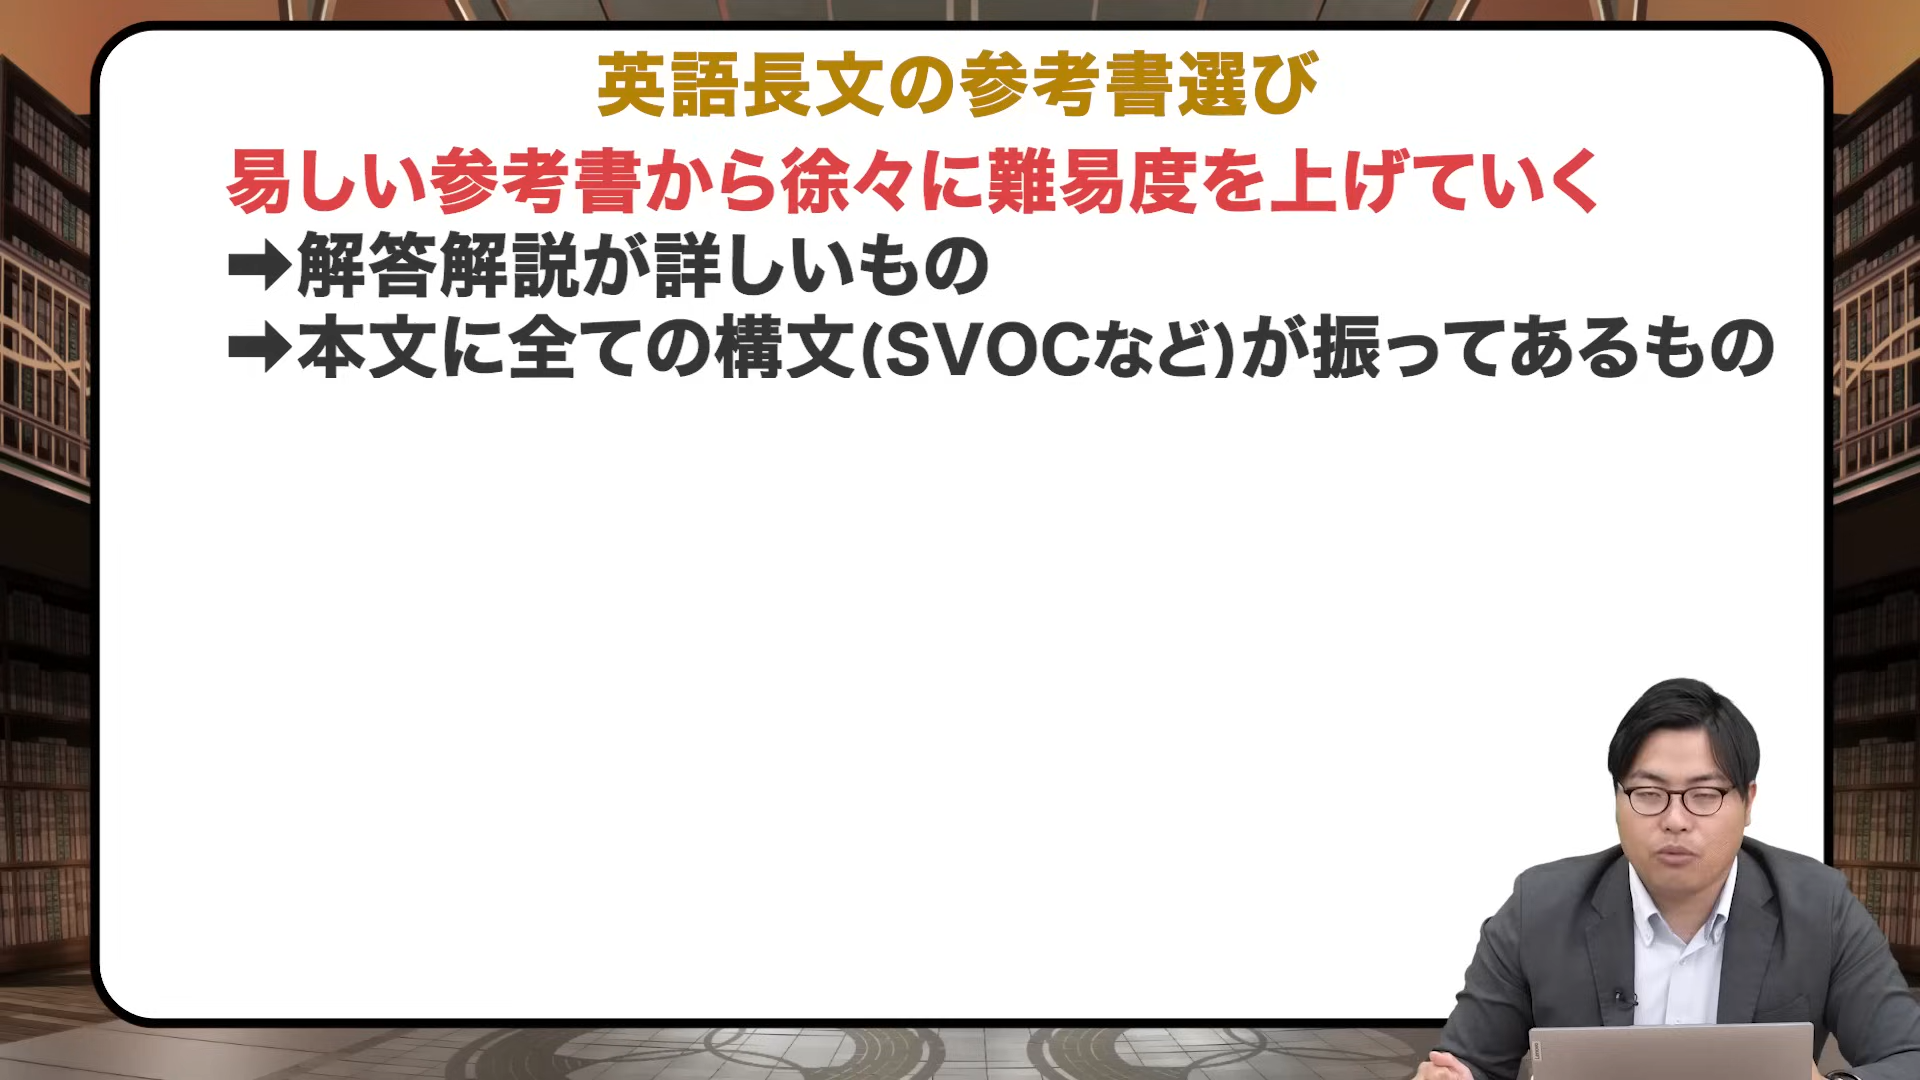 英語長文の参考書選び
易しい参考書から徐々に難易度を上げていく
➡解答解説が詳しいもの
➡本文に全ての構文(SVOCなど)が振ってあるもの